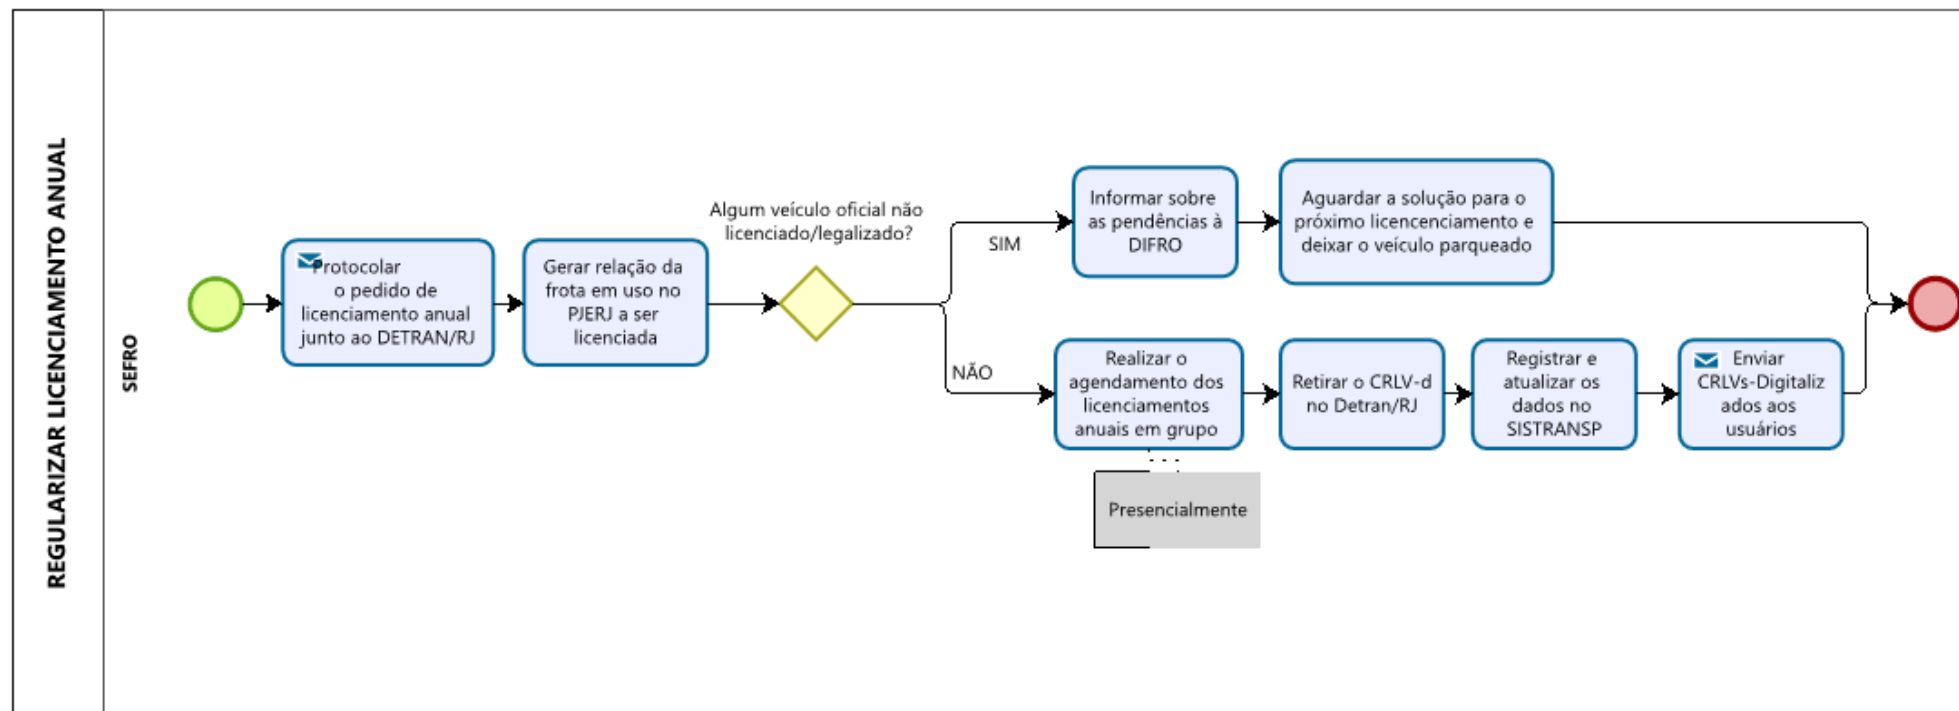 REGULARIZAR LICENCIAMENTO ANUAL
SEFRO
Protocolar
o pedido de
licenciamento anual
junto ao DETRAN/RJ
Gerar relação da
frota em uso no
PJERJ a ser
licenciada
Algum veículo oficial não
licenciado/legalizado?
SIM
Informar sobre
as pendências à
DIFRO
Aguardar a solução para o
próximo licencenciamento e
deixar o veículo parqueado
NÃO
Realizar o
agendamento dos
licenciamentos
anuais em grupo
Presencialmente
Retirar o CRLV-d
no Detran/RJ
Registrar e
atualizar os
dados no
SISTRANSP
Enviar
CRLVs-Digitaliz
ados aos
usuários